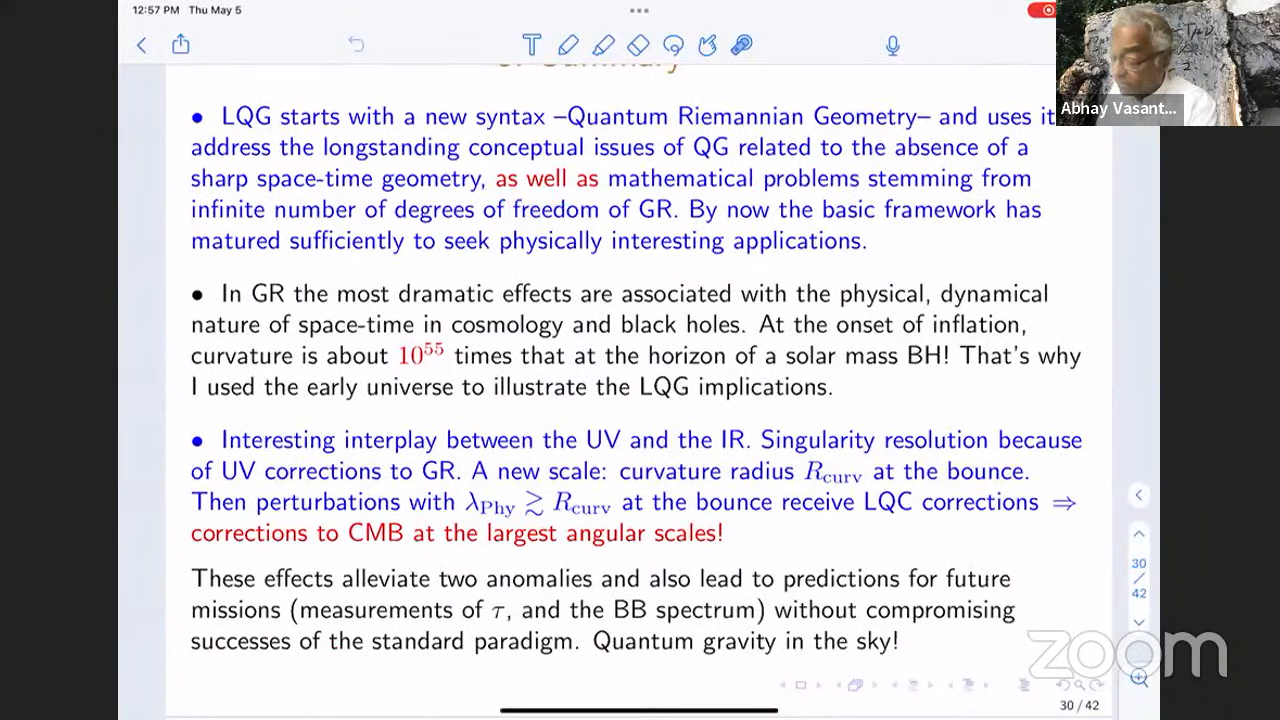 12:57 PM Thu May 5
Summary
Abhay Vasant...
• LQG starts with a new syntax –Quantum Riemannian Geometry– and uses it
address the longstanding conceptual issues of QG related to the absence of a
sharp space-time geometry, as well as mathematical problems stemming from
infinite number of degrees of freedom of GR. By now the basic framework has
matured sufficiently to seek physically interesting applications.
• In GR the most dramatic effects are associated with the physical, dynamical
nature of space-time in cosmology and black holes. At the onset of inflation,
curvature is about 10⁵⁵ times that at the horizon of a solar mass BH! That's why
I used the early universe to illustrate the LQG implications.
• Interesting interplay between the UV and the IR. Singularity resolution because
of UV corrections to GR. A new scale: curvature radius R_curv at the bounce.
Then perturbations with λ_Phy ≳ R_curv at the bounce receive LQC corrections ⇒
corrections to CMB at the largest angular scales!
These effects alleviate two anomalies and also lead to predictions for future
missions (measurements of τ, and the BB spectrum) without compromising
successes of the standard paradigm. Quantum gravity in the sky!
30
/
42
zoom
30 / 42